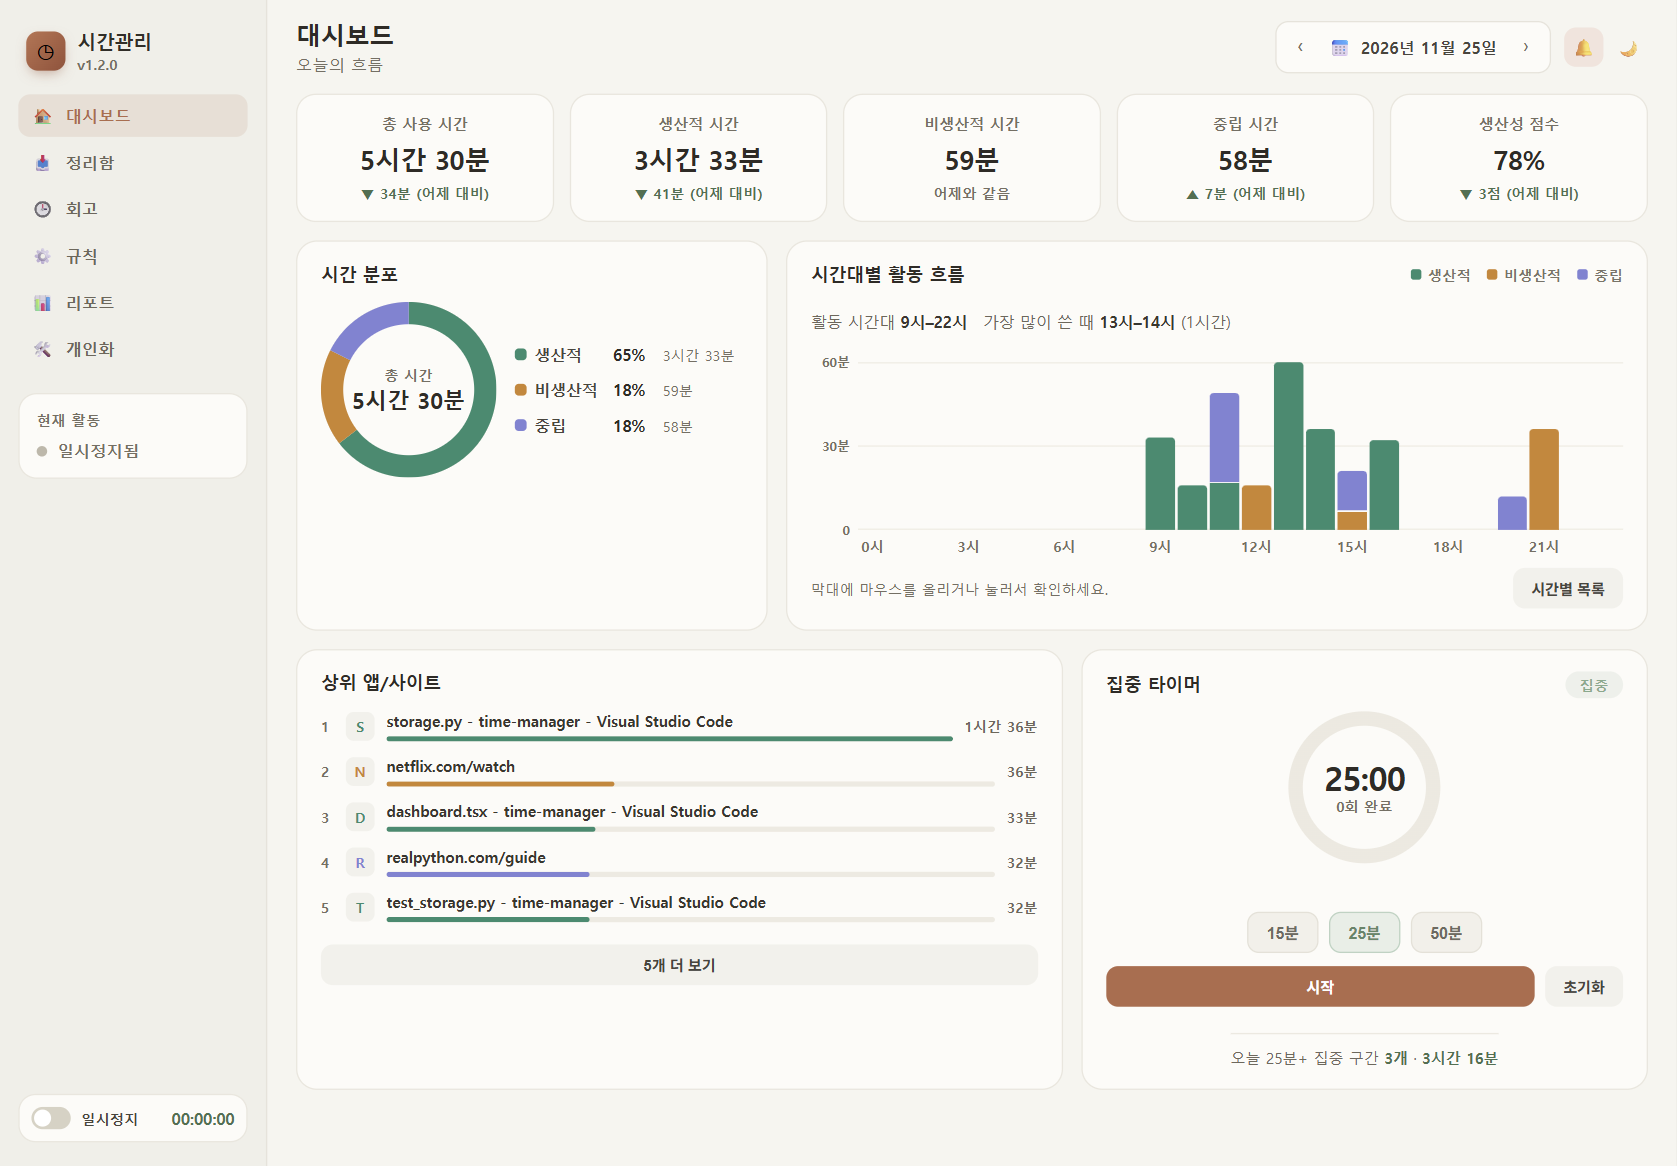 시간관리
v1.2.0
대시보드
정리함
회고
규칙
리포트
개인화
현재 활동
일시정지됨
일시정지 00:00:00
대시보드
오늘의 흐름
‹ 2026년 11월 25일 ›
총 사용 시간
5시간 30분
▼ 34분 (어제 대비)
생산적 시간
3시간 33분
▼ 41분 (어제 대비)
비생산적 시간
59분
어제와 같음
중립 시간
58분
▲ 7분 (어제 대비)
생산성 점수
78%
▼ 3점 (어제 대비)
시간 분포
총 시간
5시간 30분
생산적 65% 3시간 33분
비생산적 18% 59분
중립 18% 58분
시간대별 활동 흐름
생산적 비생산적 중립
활동 시간대 9시–22시 가장 많이 쓴 때 13시–14시 (1시간)
60분
30분
0
0시 3시 6시 9시 12시 15시 18시 21시
막대에 마우스를 올리거나 눌러서 확인하세요.
시간별 목록
상위 앱/사이트
1 S storage.py - time-manager - Visual Studio Code 1시간 36분
2 N netflix.com/watch 36분
3 D dashboard.tsx - time-manager - Visual Studio Code 33분
4 R realpython.com/guide 32분
5 T test_storage.py - time-manager - Visual Studio Code 32분
5개 더 보기
집중 타이머
집중
25:00
0회 완료
15분 25분 50분
시작 초기화
오늘 25분+ 집중 구간 3개 · 3시간 16분